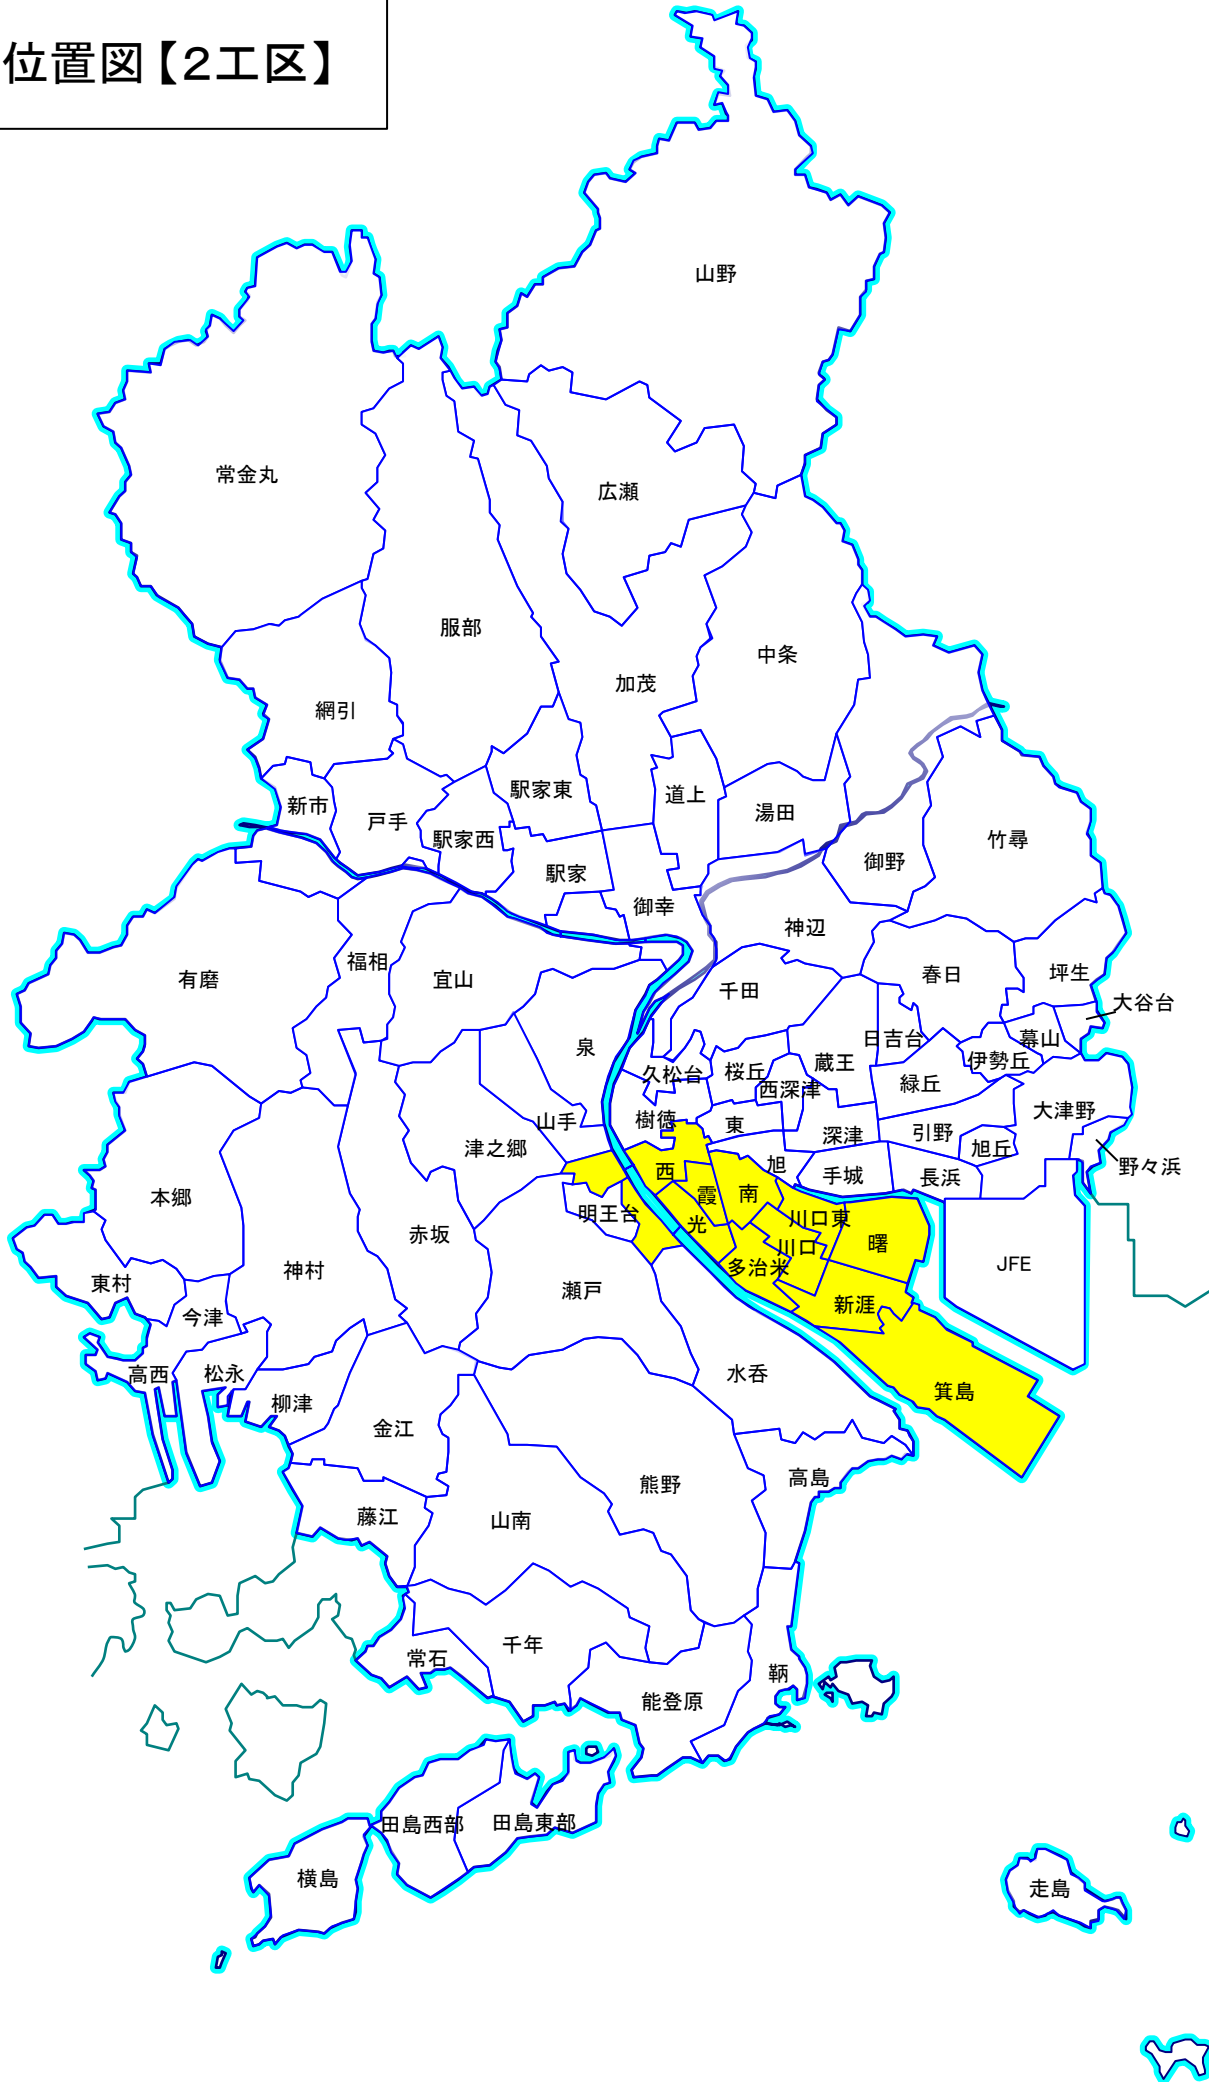 位置図【2工区】
山野
常金丸
広瀬
服部
中条
加茂
網引
駅家東
道上
新市
湯田
戸手
駅家西
竹尋
御野
駅家
御幸
神辺
福相
春日
坪生
有磨
宜山
千田
大谷台
日吉台
幕山
泉
伊勢丘
蔵王
久松台
桜丘
緑丘
西深津
大津野
樹徳
山手
東
引野
深津
津之郷
旭丘
旭
野々浜
西
手城
長浜
霞
南
本郷
明王台
川口東
光
赤坂
曙
川口
JFE
多治米
神村
東村
瀬戸
新涯
今津
高西
松永
水呑
箕島
柳津
金江
高島
熊野
藤江
山南
千年
常石
鞆
能登原
田島西部
田島東部
横島
走島